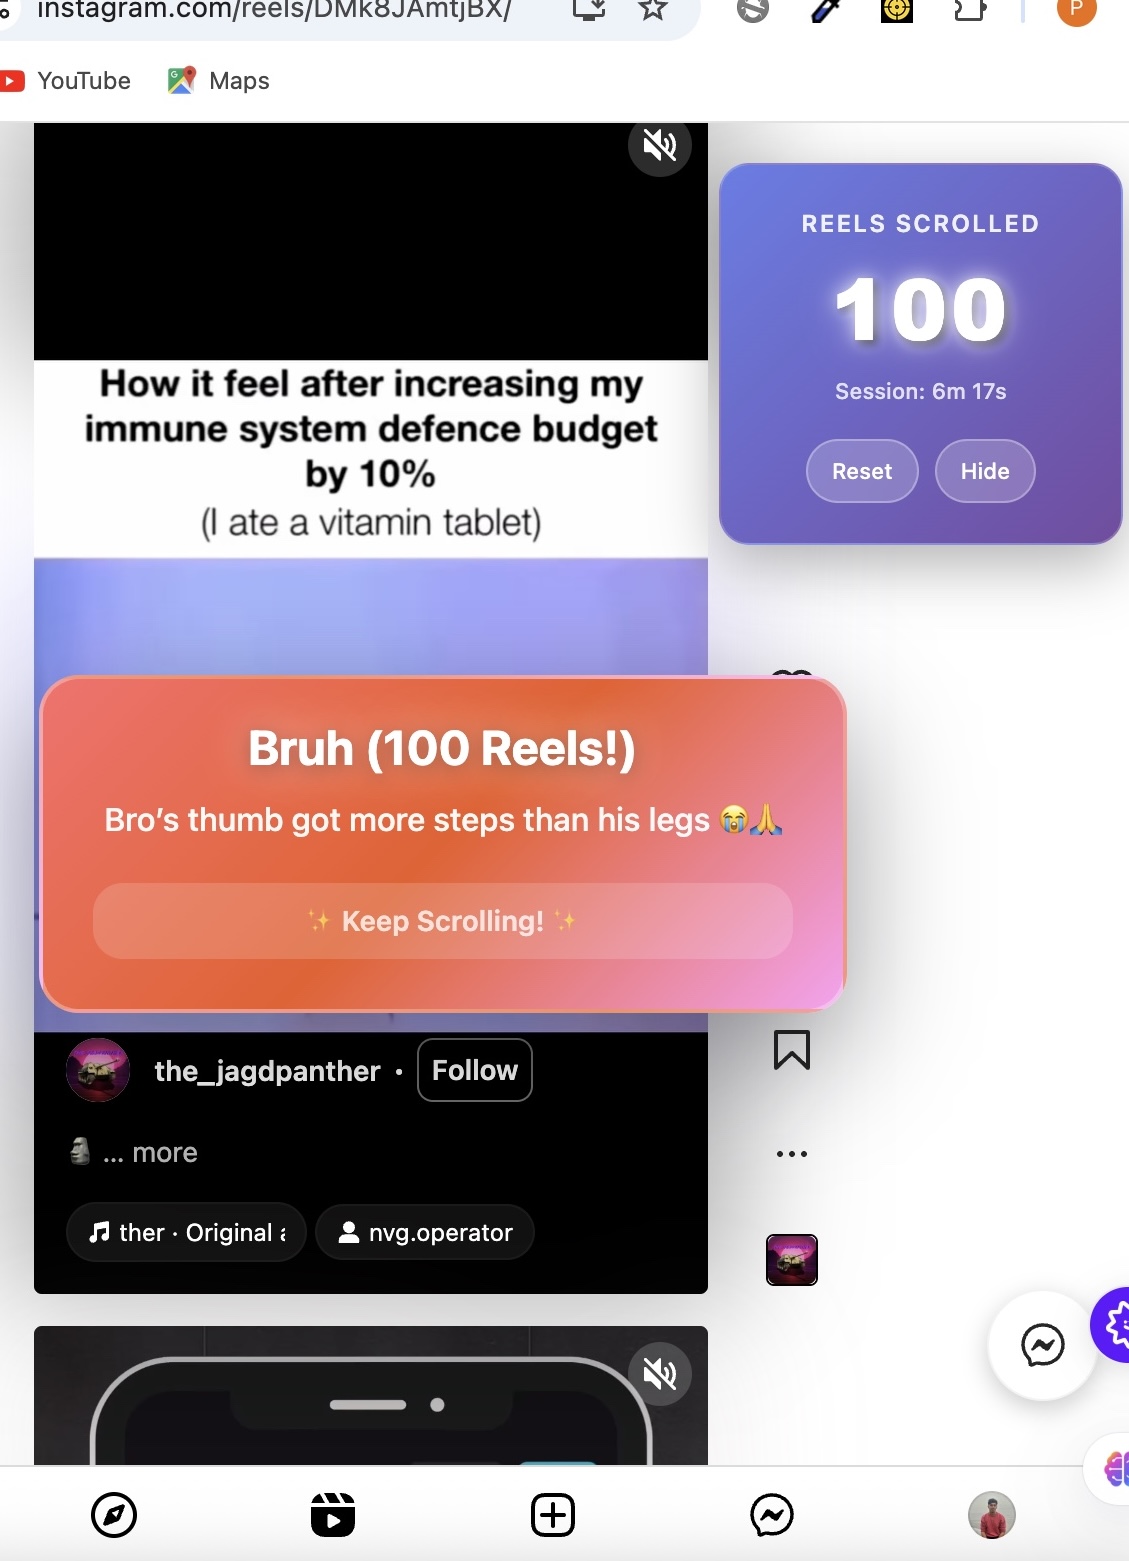 instagram.com/reels/DMk8JAmtjBX/
P
YouTube
Maps
REELS SCROLLED
100
Session: 6m 17s
Reset
Hide
How it feel after increasing my
immune system defence budget
by 10%
(I ate a vitamin tablet)
Bruh (100 Reels!)
Bro’s thumb got more steps than his legs 😭🙏
✨ Keep Scrolling! ✨
the_jagdpanther • Follow
🗿 ... more
ther · Original
nvg.operator